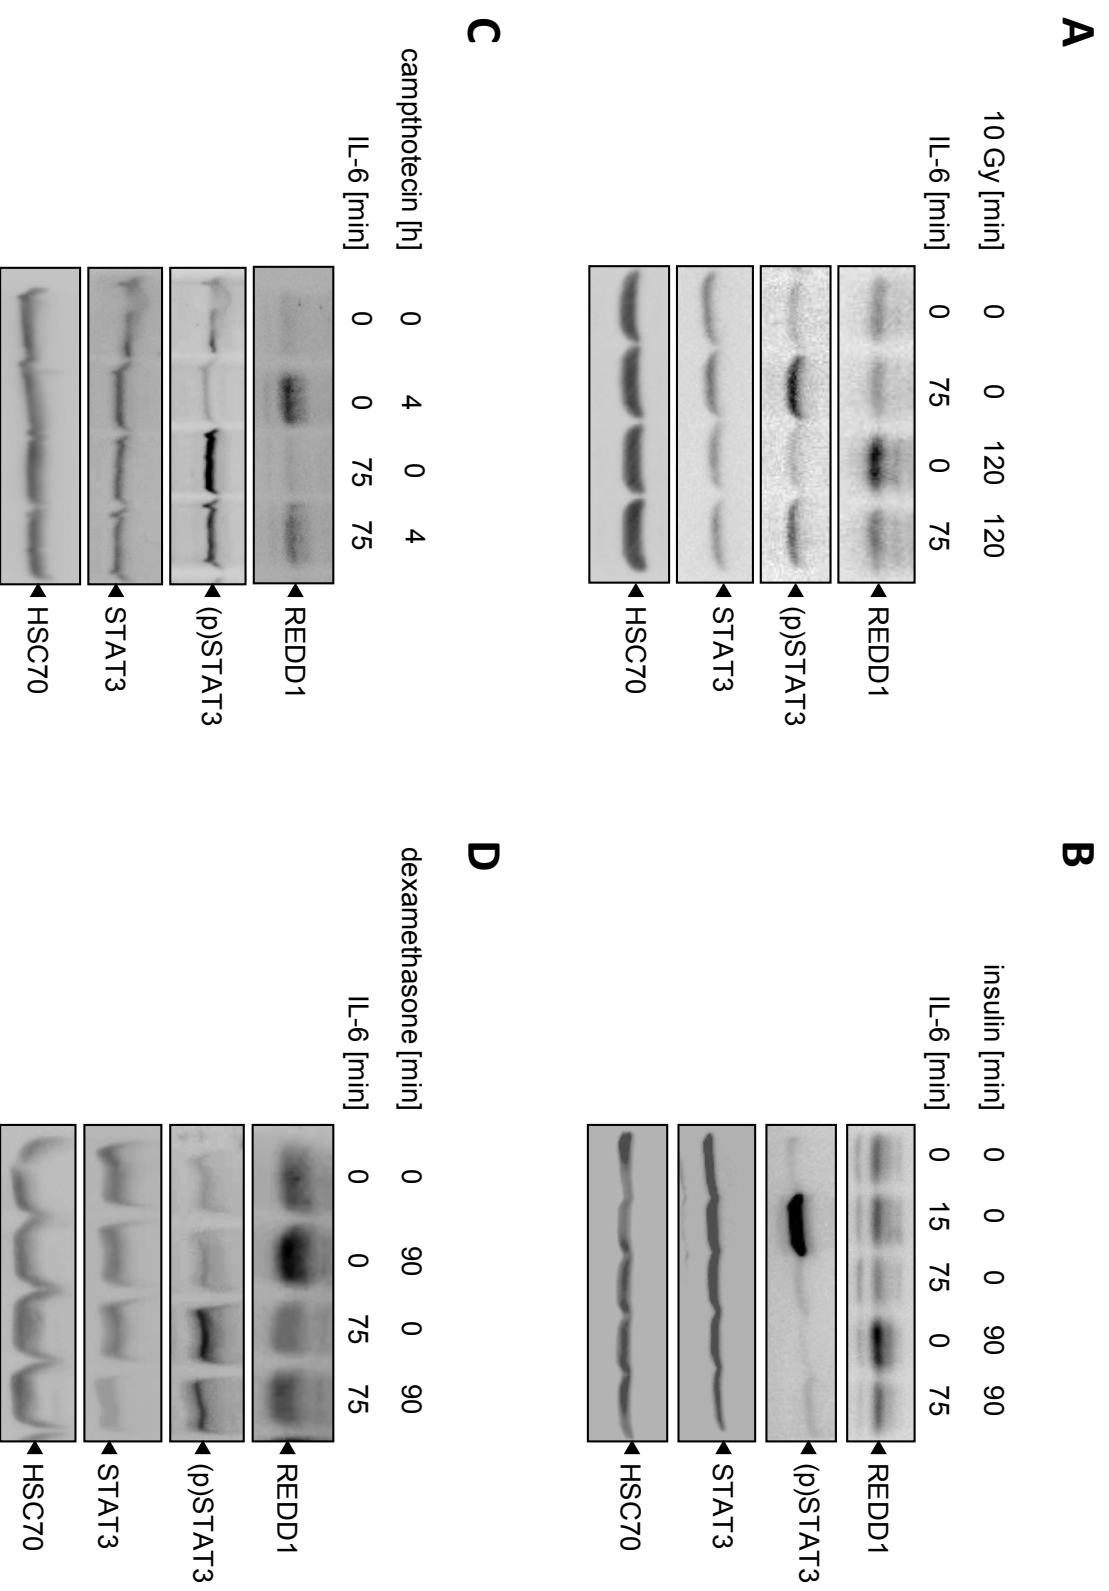 A
10 Gy [min] 0 0 120 120
IL-6 [min] 0 75 0 75
REDD1
(p)STAT3
STAT3
HSC70
B
insulin [min] 0 0 0 90 90
IL-6 [min] 0 15 75 0 75
REDD1
(p)STAT3
STAT3
HSC70
C
campthotecin [h] 0 4 0 4
IL-6 [min] 0 0 75 75
REDD1
(p)STAT3
STAT3
HSC70
D
dexamethasone [min] 0 90 0 90
IL-6 [min] 0 0 75 75
REDD1
(p)STAT3
STAT3
HSC70